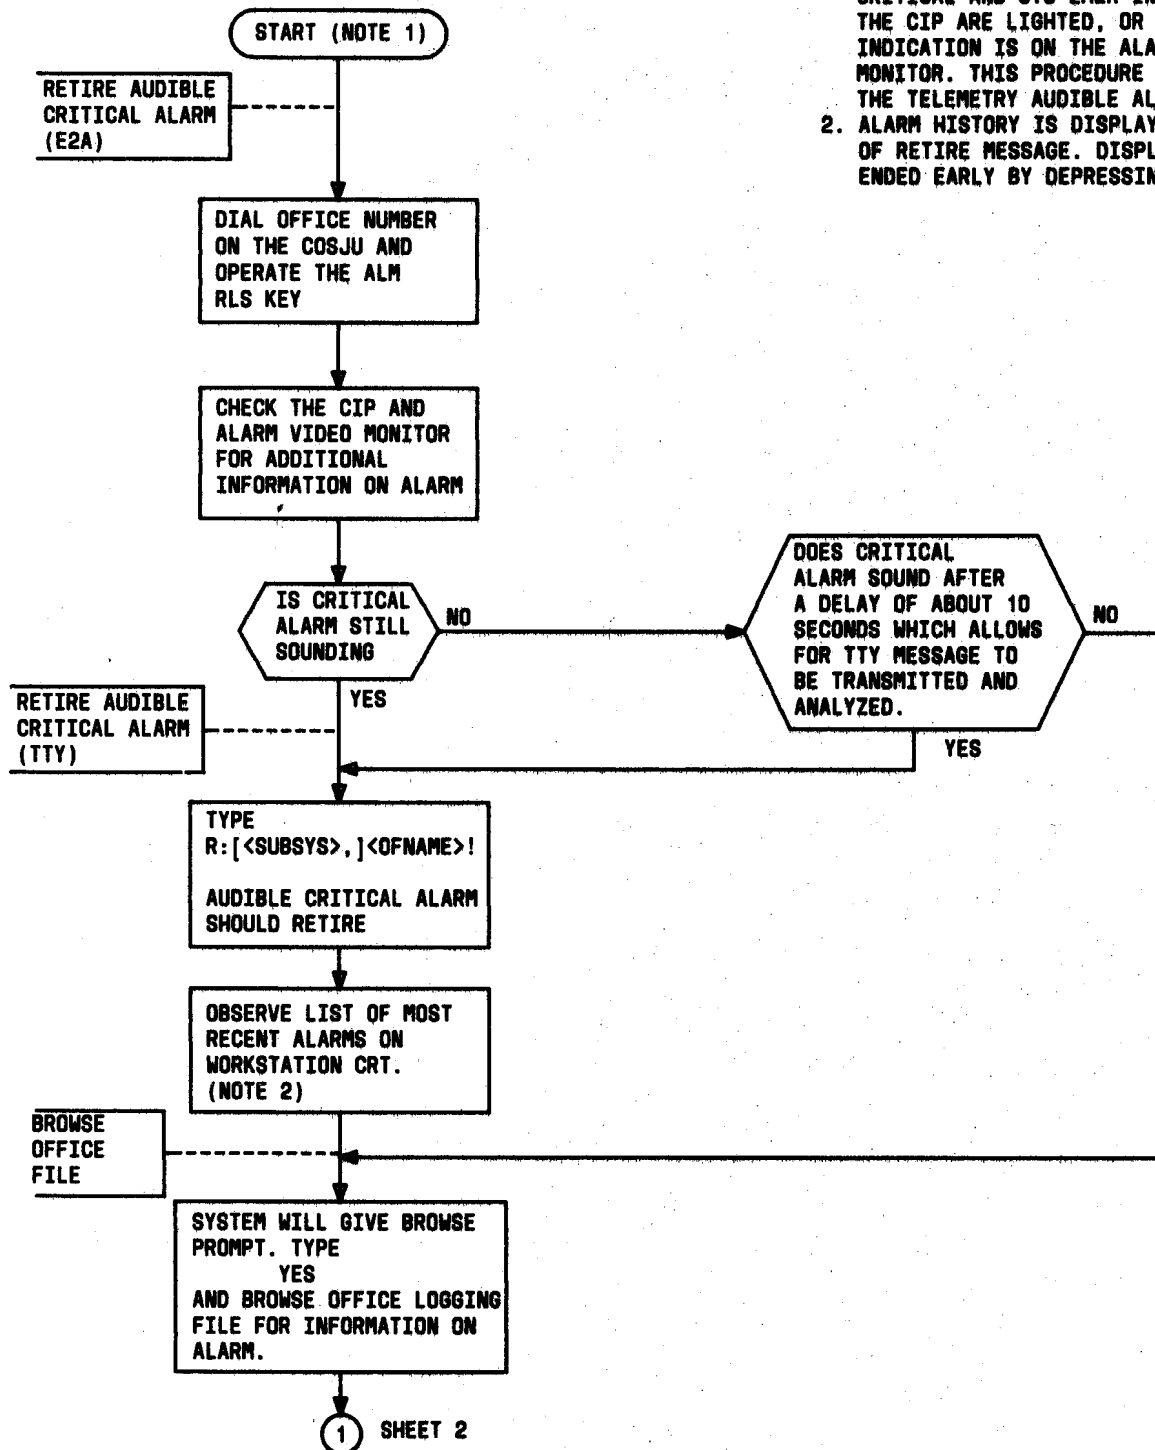 START (NOTE 1)
THE CIP ARE LIGHTED, OR
INDICATION IS ON THE ALA
MONITOR. THIS PROCEDURE
THE TELEMETRY AUDIBLE AL
2. ALARM HISTORY IS DISPLAY
OF RETIRE MESSAGE. DISPL
ENDED EARLY BY DEPRESSIN
RETIRE AUDIBLE
CRITICAL ALARM
(E2A)
DIAL OFFICE NUMBER
ON THE COSJU AND
OPERATE THE ALM
RLS KEY
CHECK THE CIP AND
ALARM VIDEO MONITOR
FOR ADDITIONAL
INFORMATION ON ALARM
IS CRITICAL
ALARM STILL
SOUNDING
NO
YES
DOES CRITICAL
ALARM SOUND AFTER
A DELAY OF ABOUT 10
SECONDS WHICH ALLOWS
FOR TTY MESSAGE TO
BE TRANSMITTED AND
ANALYZED.
NO
YES
RETIRE AUDIBLE
CRITICAL ALARM
(TTY)
TYPE
R:[<SUBSYS>,]<OFNAME>!
AUDIBLE CRITICAL ALARM
SHOULD RETIRE
OBSERVE LIST OF MOST
RECENT ALARMS ON
WORKSTATION CRT.
(NOTE 2)
BROWSE
OFFICE
FILE
SYSTEM WILL GIVE BROWSE
PROMPT. TYPE
YES
AND BROWSE OFFICE LOGGING
FILE FOR INFORMATION ON
ALARM.
1 SHEET 2